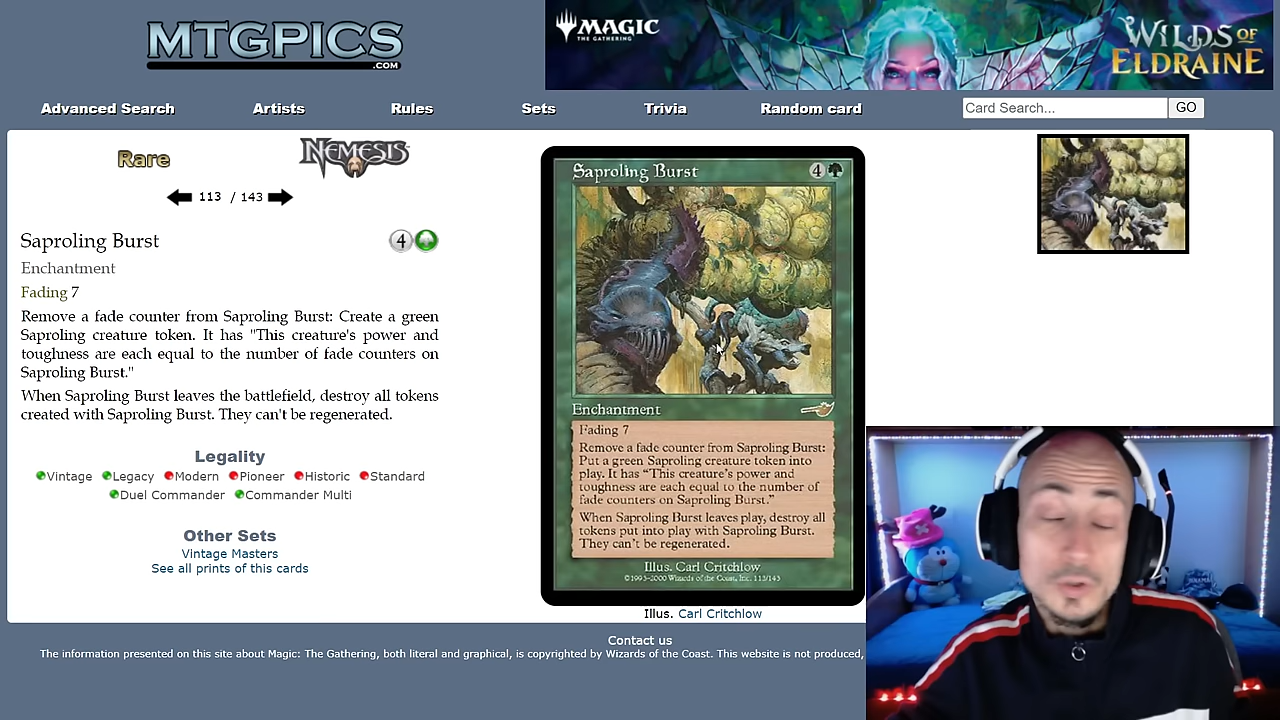 MTGPICS
.COM
MAGIC
THE GATHERING
WILDS OF
ELDRAINE
Advanced Search Artists Rules Sets Trivia Random card Card Search... GO
Rare NEMESIS
113 / 143
Saproling Burst 4
Enchantment
Fading 7
Remove a fade counter from Saproling Burst: Create a green
Saproling creature token. It has "This creature's power and
toughness are each equal to the number of fade counters on
Saproling Burst."
When Saproling Burst leaves the battlefield, destroy all tokens
created with Saproling Burst. They can't be regenerated.
Legality
Vintage Legacy Modern Pioneer Historic Standard
Duel Commander Commander Multi
Other Sets
Vintage Masters
See all prints of this cards
Saproling Burst 4
Enchantment
Fading 7
Remove a fade counter from Saproling Burst:
Put a green Saproling creature token into
play. It has “This creature's power and
toughness are each equal to the number of
fade counters on Saproling Burst.”
When Saproling Burst leaves play, destroy all
tokens put into play with Saproling Burst.
They can't be regenerated.
Illus. Carl Critchlow
©1993-2000 Wizards of the Coast, Inc. 113/143
Illus. Carl Critchlow
Contact us
The information presented on this site about Magic: The Gathering, both literal and graphical, is copyrighted by Wizards of the Coast. This website is not produced,